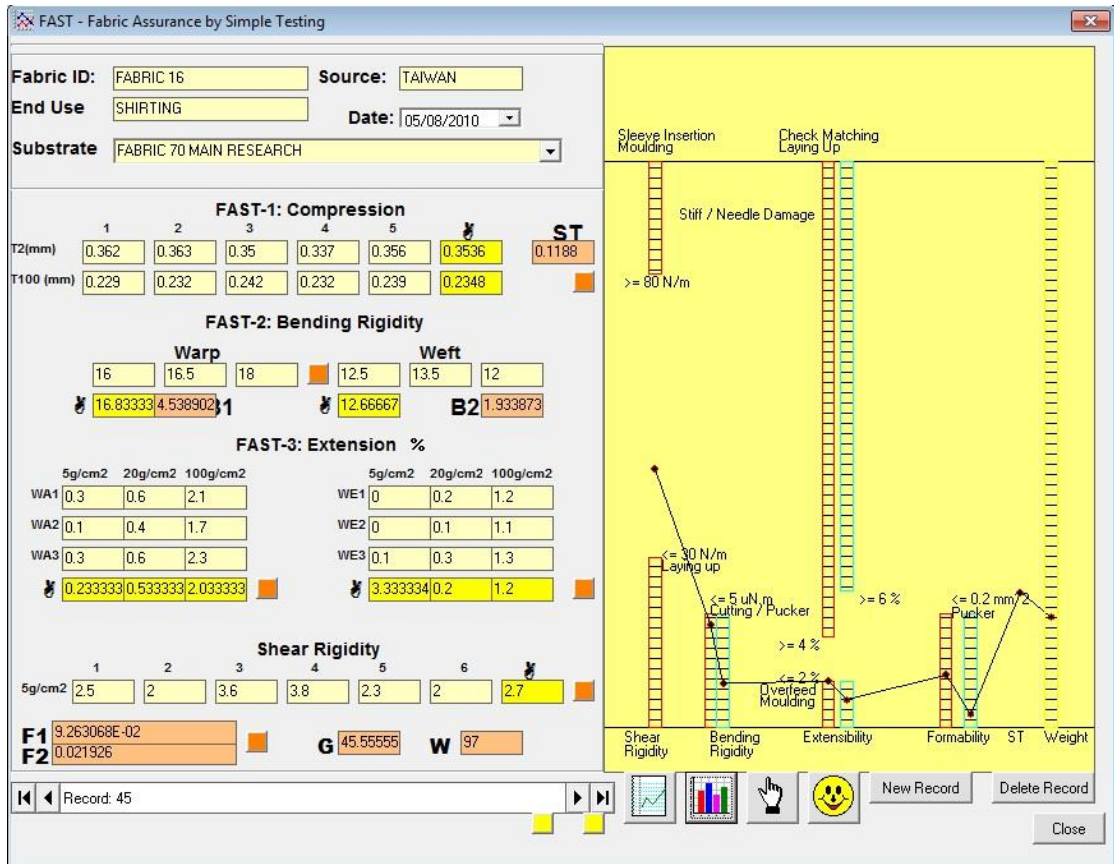 FAST - Fabric Assurance by Simple Testing
Fabric ID: FABRIC 16 Source: TAIWAN
End Use SHIRTING Date: 05/08/2010
Substrate FABRIC 70 MAIN RESEARCH
FAST-1: Compression
1 2 3 4 5 ST
T2(mm) 0.362 0.363 0.35 0.337 0.356 0.3536 0.1188
T100 (mm) 0.229 0.232 0.242 0.232 0.239 0.2348
FAST-2: Bending Rigidity
Warp Weft
16 16.5 18 12.5 13.5 12
16.83333 4.538902 31 12.66667 B2 1.933873
FAST-3: Extension %
5g/cm2 20g/cm2 100g/cm2 5g/cm2 20g/cm2 100g/cm2
WA1 0.3 0.6 2.1 WE1 0 0.2 1.2
WA2 0.1 0.4 1.7 WE2 0 0.1 1.1
WA3 0.3 0.6 2.3 WE3 0.1 0.3 1.3
0.233333 0.533333 2.033333 3.333334 0.2 1.2
Shear Rigidity
1 2 3 4 5 6
5g/cm2 2.5 2 3.6 3.8 2.3 2 2.7
F1 9.263068E-02
F2 0.021926
G 45.55555 W 97
Record: 45
Sleeve Insertion
Moulding
Check Matching
Laying Up
Stiff / Needle Damage
>= 80 N/m
<= 30 N/m
Laying up
<= 5 uN.m
Cutting / Pucker
>= 6 %
<= 0.2 mm^2
Pucker
>= 4 %
<= 2 %
Overfeed
Moulding
Shear
Rigidity
Bending
Rigidity
Extensibility
Formability
ST
Weight
New Record
Delete Record
Close